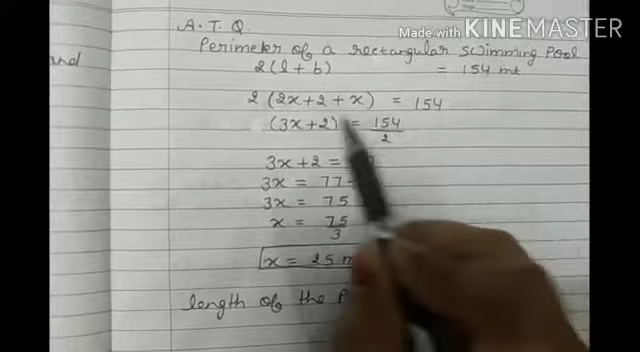 Made with KINEMASTER
A. T. Q
Perimeter of a rectangular swimming Pool
2(l + b) = 154 mt
2 (2x+2+x) = 154
(3x+2) = 154/2
3x+2 =
3x = 77
3x = 75
x = 75/3
x = 25 m
length of the P